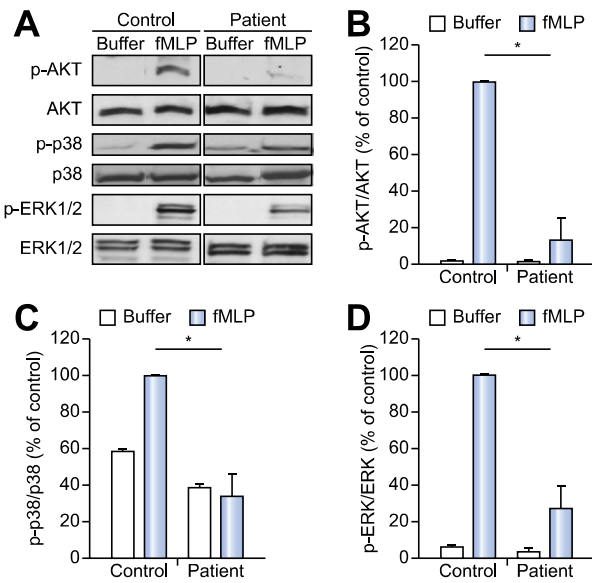 A
Control Patient
Buffer fMLP Buffer fMLP
p-AKT
AKT
p-p38
p38
p-ERK1/2
ERK1/2
B
Buffer fMLP
p-AKT/AKT (% of control)
120
100
80
60
40
20
0
*
Control Patient
C
Buffer fMLP
p-p38/p38 (% of control)
120
100
80
60
40
20
0
*
Control Patient
D
Buffer fMLP
p-ERK/ERK (% of control)
120
100
80
60
40
20
0
*
Control Patient